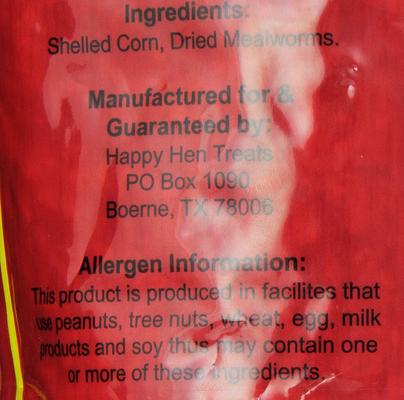 Ingredients:
Shelled Corn, Dried Mealworms.
Manufactured for &
Guaranteed by:
Happy Hen Treats
PO Box 1090
Boerne, TX 78006
Allergen Information:
This product is produced in facilites that
use peanuts, tree nuts, wheat, egg, milk
products and soy thus may contain one
or more of these ingredients.